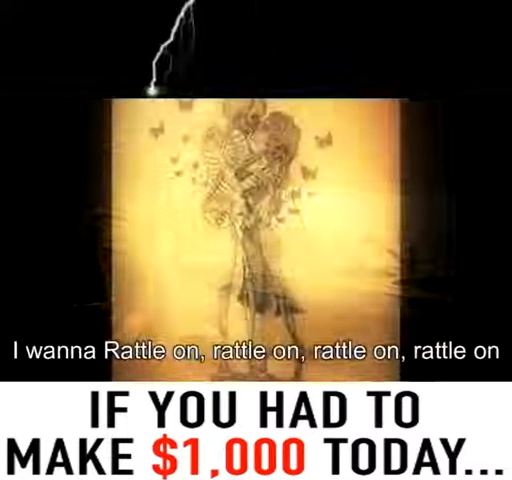 I wanna Rattle on, rattle on, rattle on, rattle on
IF YOU HAD TO
MAKE $1,000 TODAY...